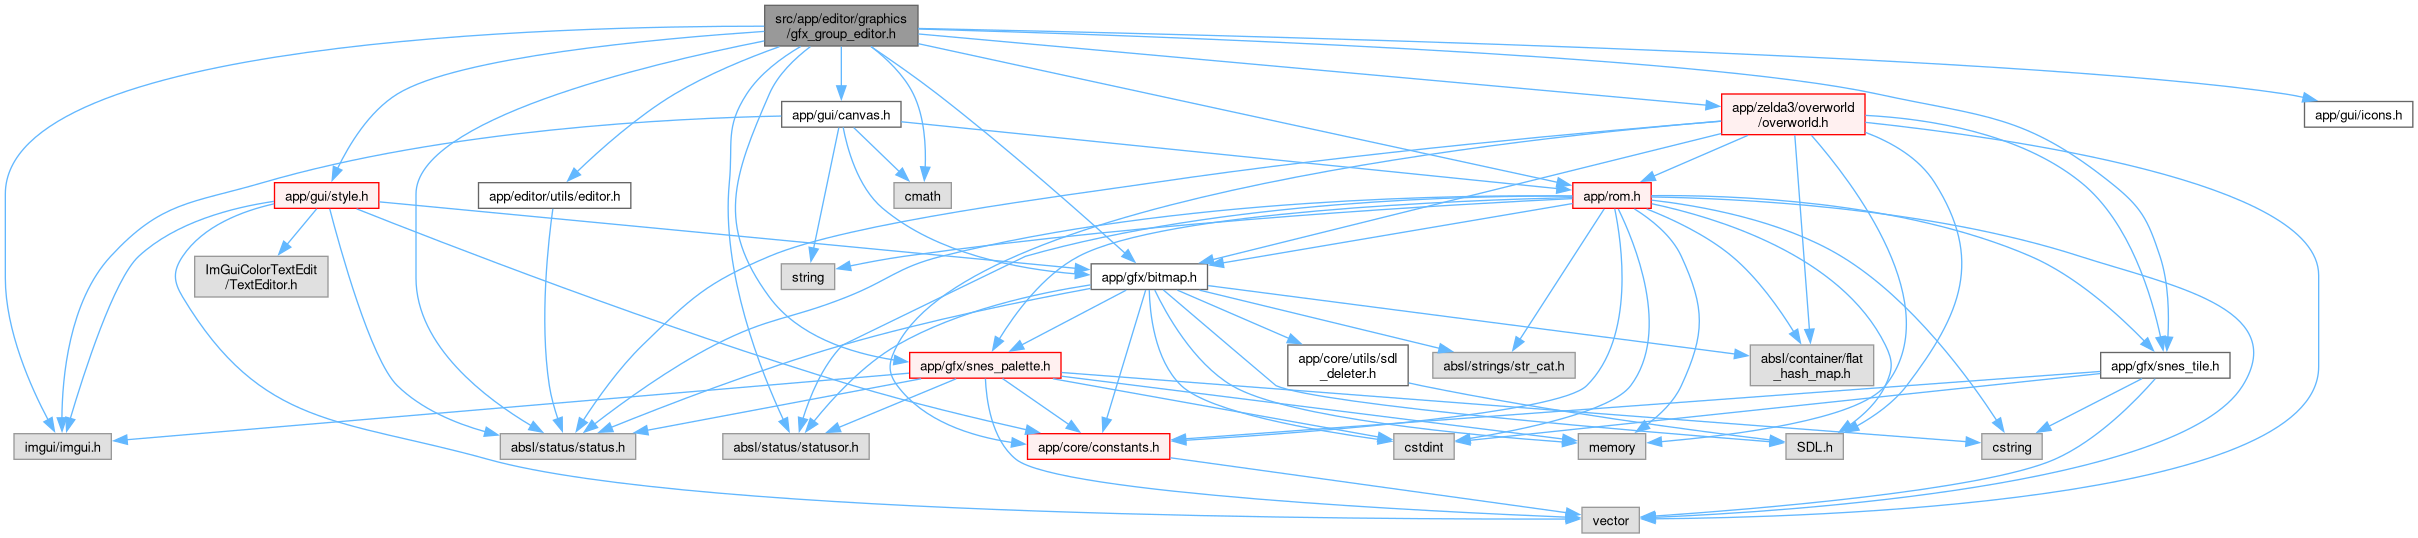 src/app/editor/graphics
/gfx_group_editor.h
app/gui/canvas.h
app/zelda3/overworld
/overworld.h
app/gui/icons.h
app/gui/style.h
app/editor/utils/editor.h
cmath
app/rom.h
ImGuiColorTextEdit
/TextEditor.h
string
app/gfx/bitmap.h
app/gfx/snes_palette.h
app/core/utils/sdl
_deleter.h
absl/strings/str_cat.h
absl/container/flat
_hash_map.h
app/gfx/snes_tile.h
imgui/imgui.h
absl/status/status.h
absl/status/statusor.h
app/core/constants.h
cstdint
memory
SDL.h
cstring
vector